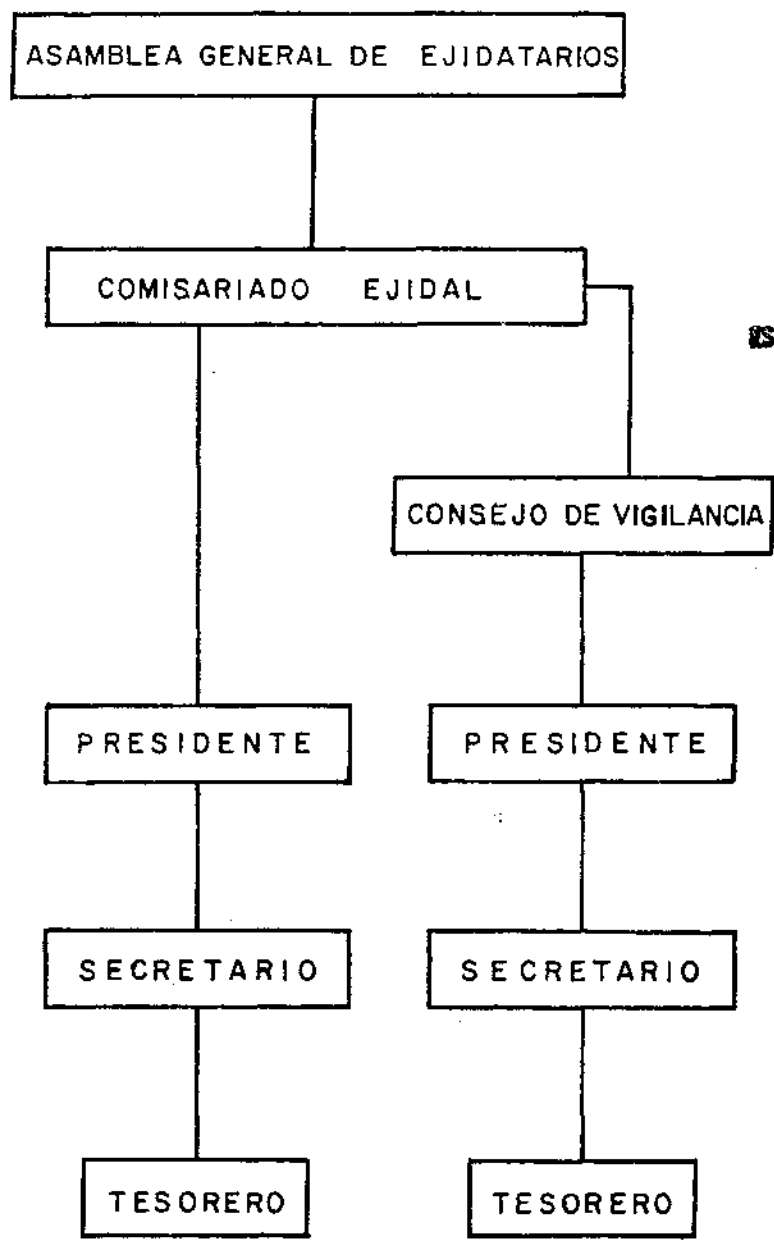 ASAMBLEA GENERAL DE EJIDATARIOS
COMISARIADO EJIDAL
CONSEJO DE VIGILANCIA
PRESIDENTE
PRESIDENTE
SECRETARIO
SECRETARIO
TESORERO
TESORERO